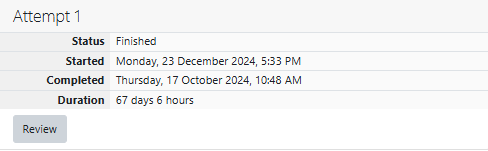 Attempt 1
Status Finished
Started Monday, 23 December 2024, 5:33 PM
Completed Thursday, 17 October 2024, 10:48 AM
Duration 67 days 6 hours
Review